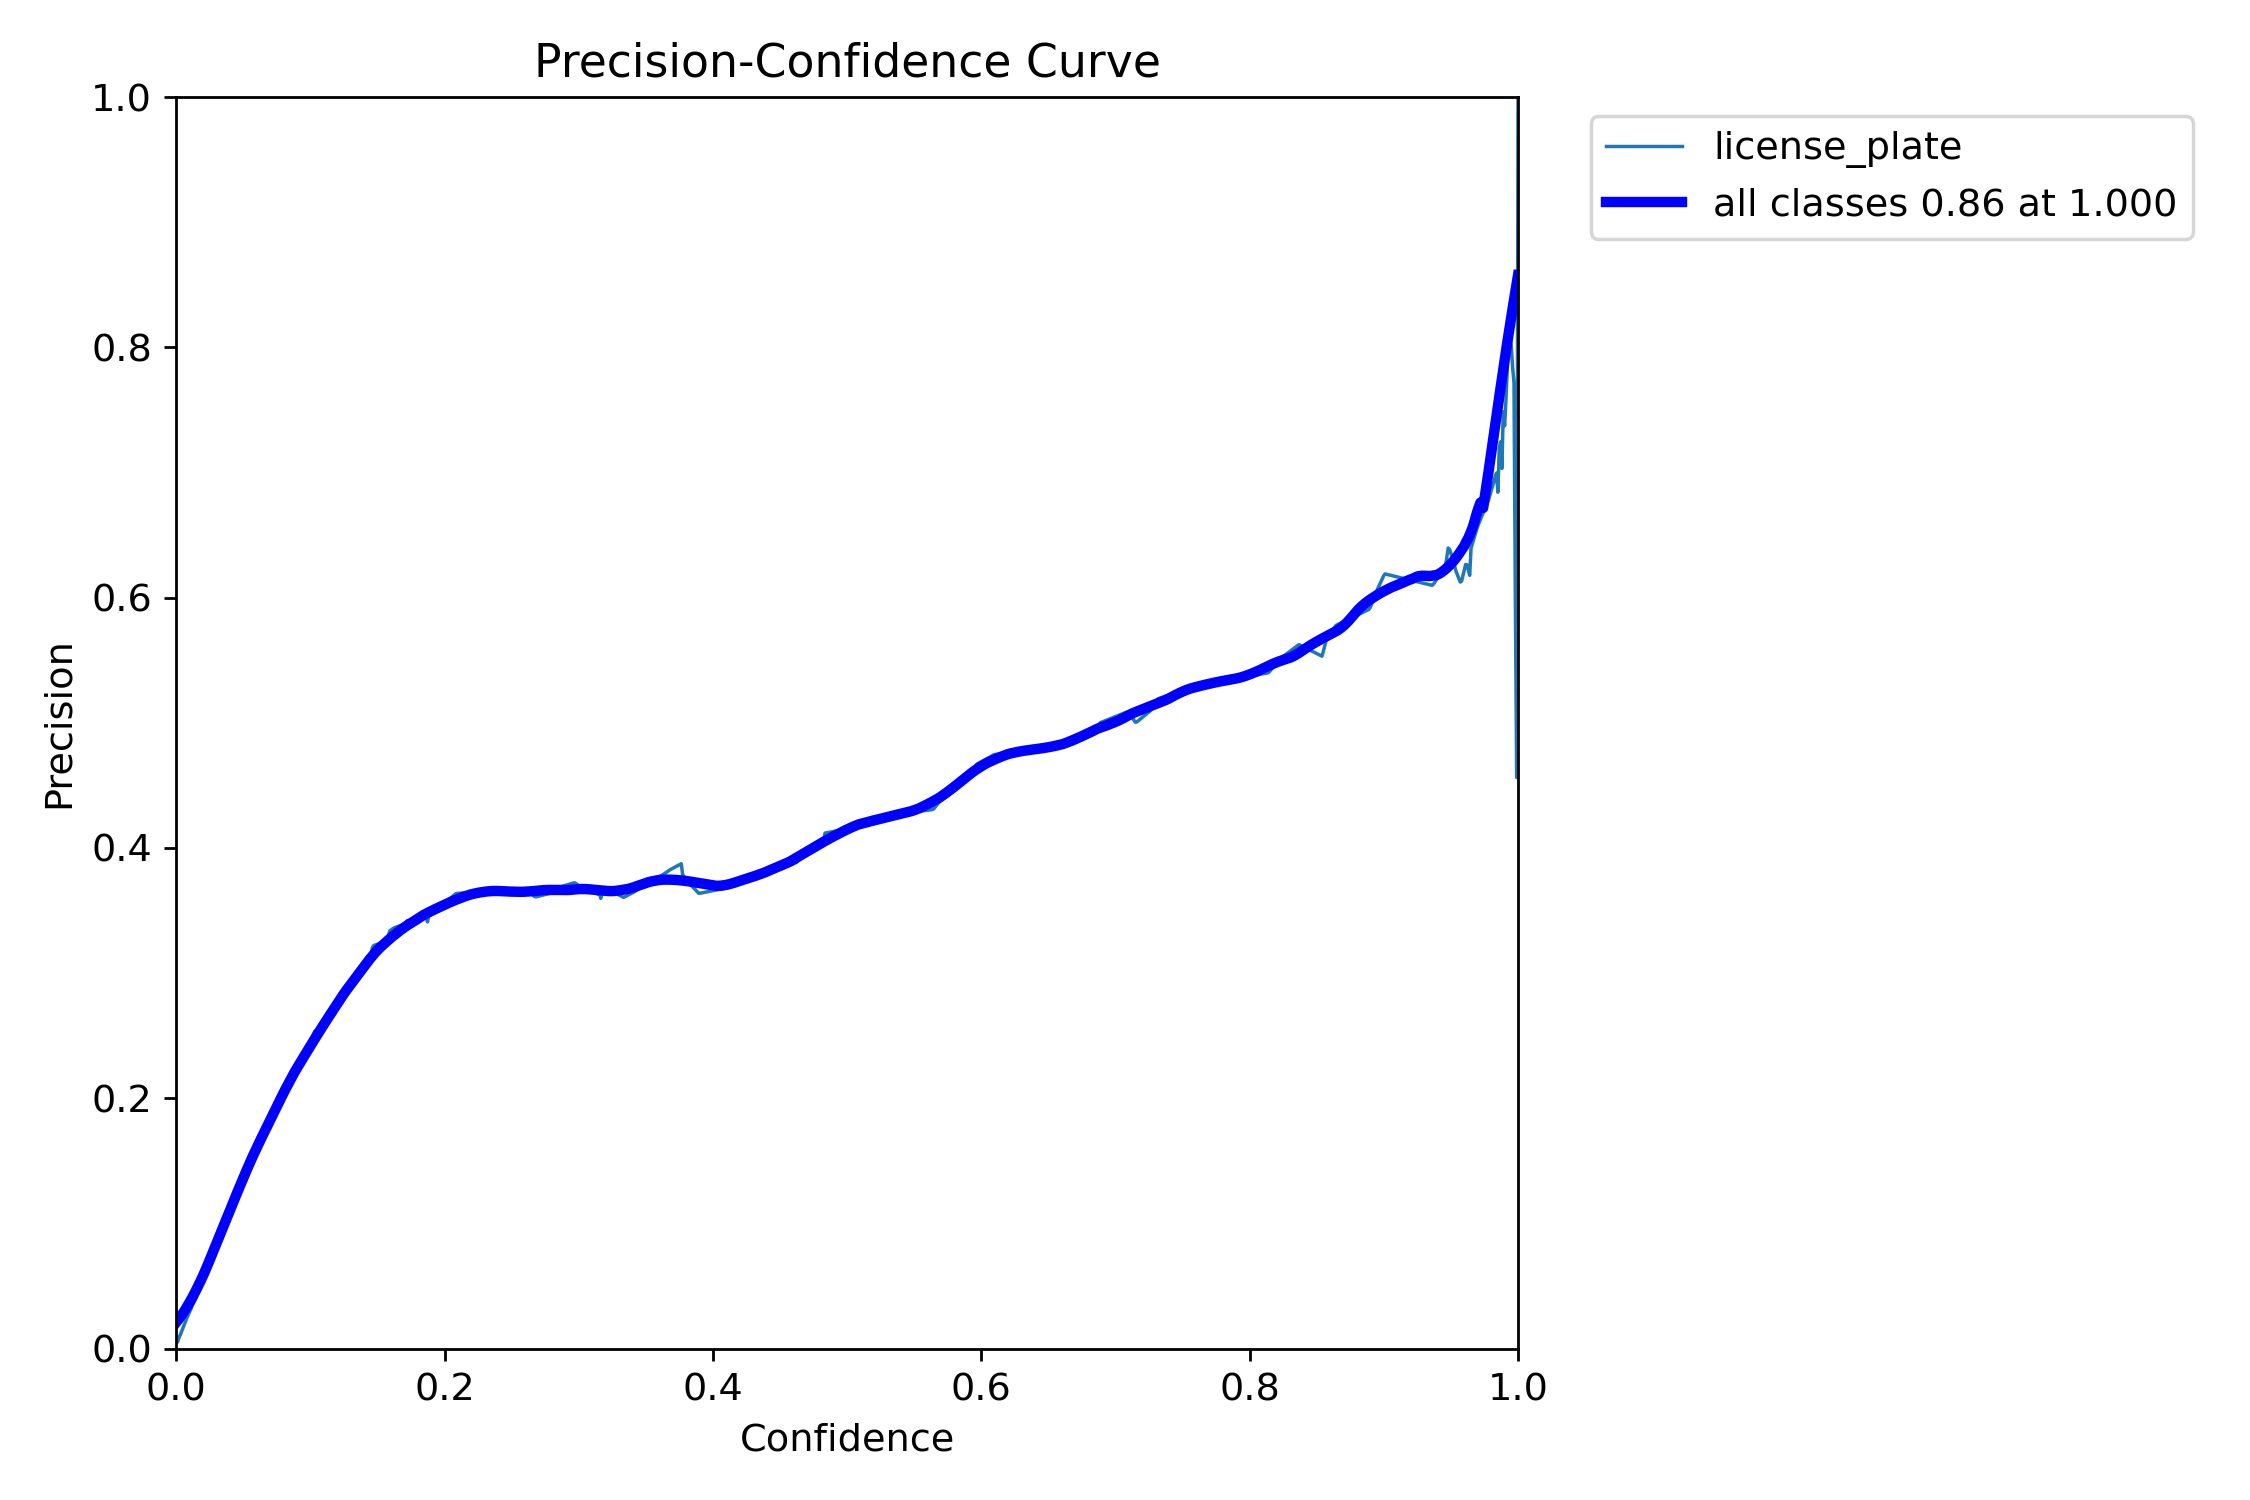 Precision-Confidence Curve
license_plate
all classes 0.86 at 1.000
Precision
1.0
0.8
0.6
0.4
0.2
0.0
0.0 0.2 0.4 0.6 0.8 1.0
Confidence